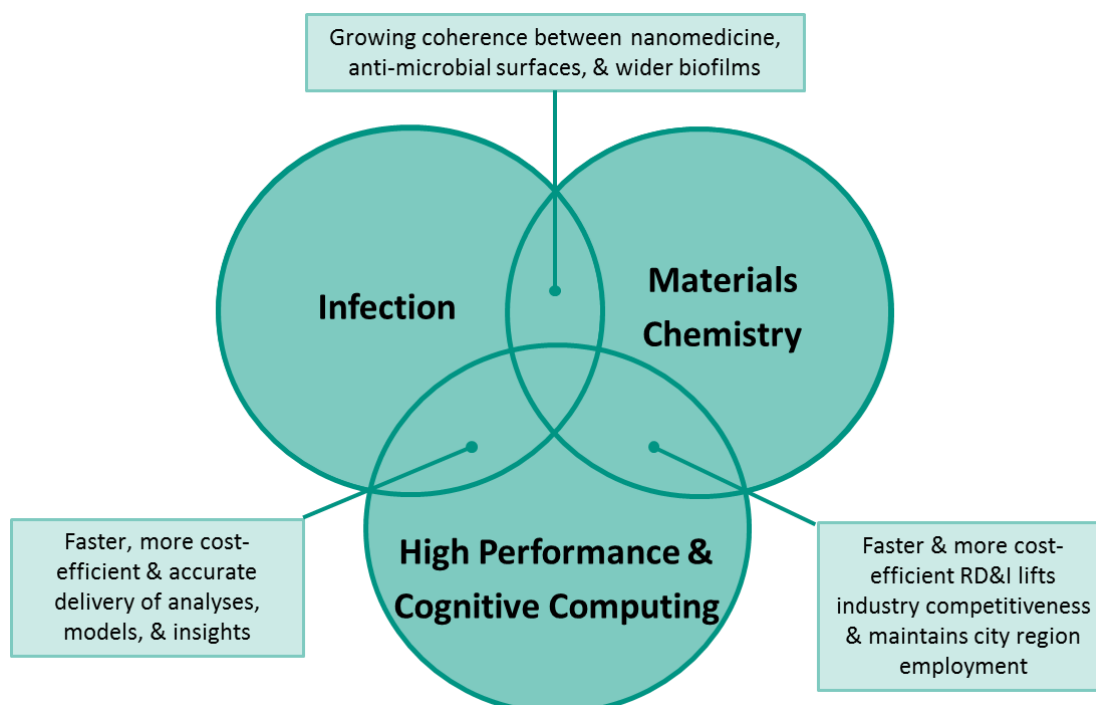 Growing coherence between nanomedicine,
anti-microbial surfaces, & wider biofilms
Infection
Materials
Chemistry
High Performance &
Cognitive Computing
Faster, more cost-
efficient & accurate
delivery of analyses,
models, & insights
Faster & more cost-
efficient RD&I lifts
industry competitiveness
& maintains city region
employment